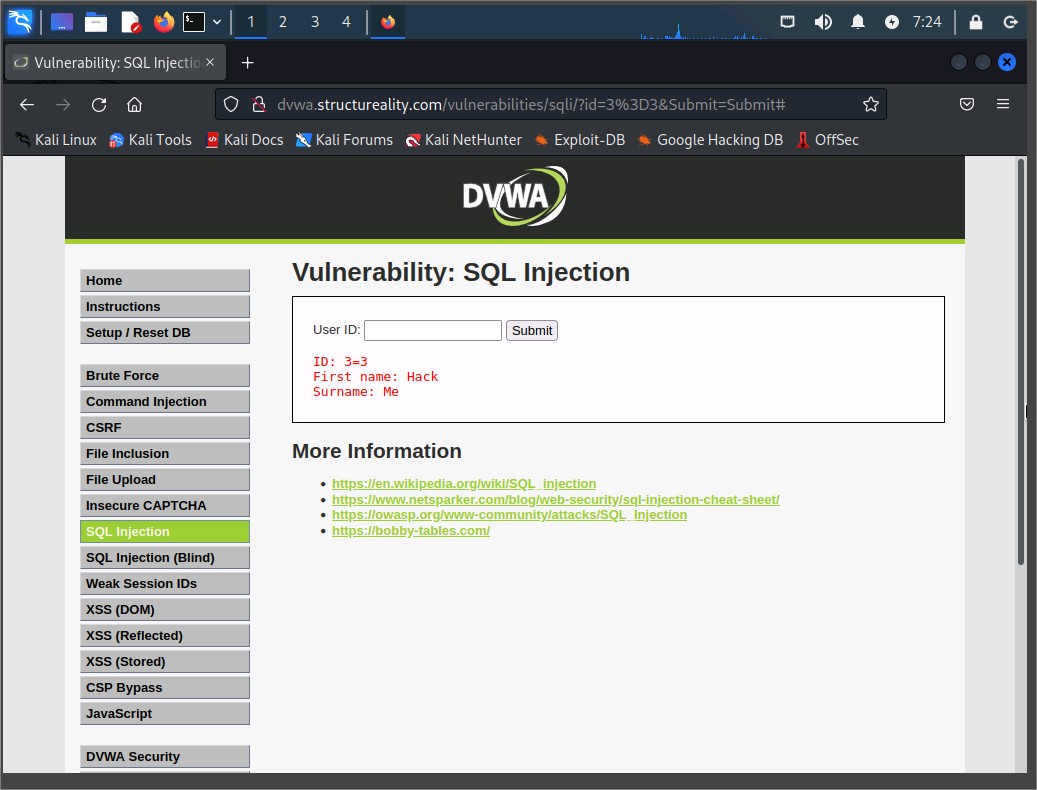 1 2 3 4 7:24
Vulnerability: SQL Injectio
dvwa.structureality.com/vulnerabilities/sqli/?id=3%3D3&Submit=Submit#
Kali Linux Kali Tools Kali Docs Kali Forums Kali NetHunter Exploit-DB Google Hacking DB OffSec
DVWA
Home
Instructions
Setup / Reset DB
Brute Force
Command Injection
CSRF
File Inclusion
File Upload
Insecure CAPTCHA
SQL Injection
SQL Injection (Blind)
Weak Session IDs
XSS (DOM)
XSS (Reflected)
XSS (Stored)
CSP Bypass
JavaScript
DVWA Security
Vulnerability: SQL Injection
User ID: Submit
ID: 3=3
First name: Hack
Surname: Me
More Information
https://en.wikipedia.org/wiki/SQL_injection
https://www.netsparker.com/blog/web-security/sql-injection-cheat-sheet/
https://owasp.org/www-community/attacks/SQL_Injection
https://bobby-tables.com/